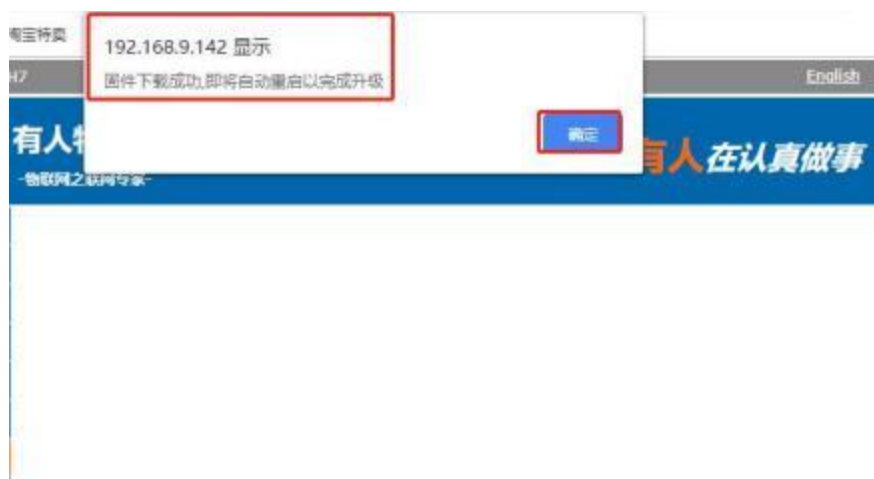 淘宝特卖
192.168.9.142 显示
固件下载成功,即将自动重启以完成升级
确定
H7
English
有人
有人在认真做事
-物联网之联网专家-